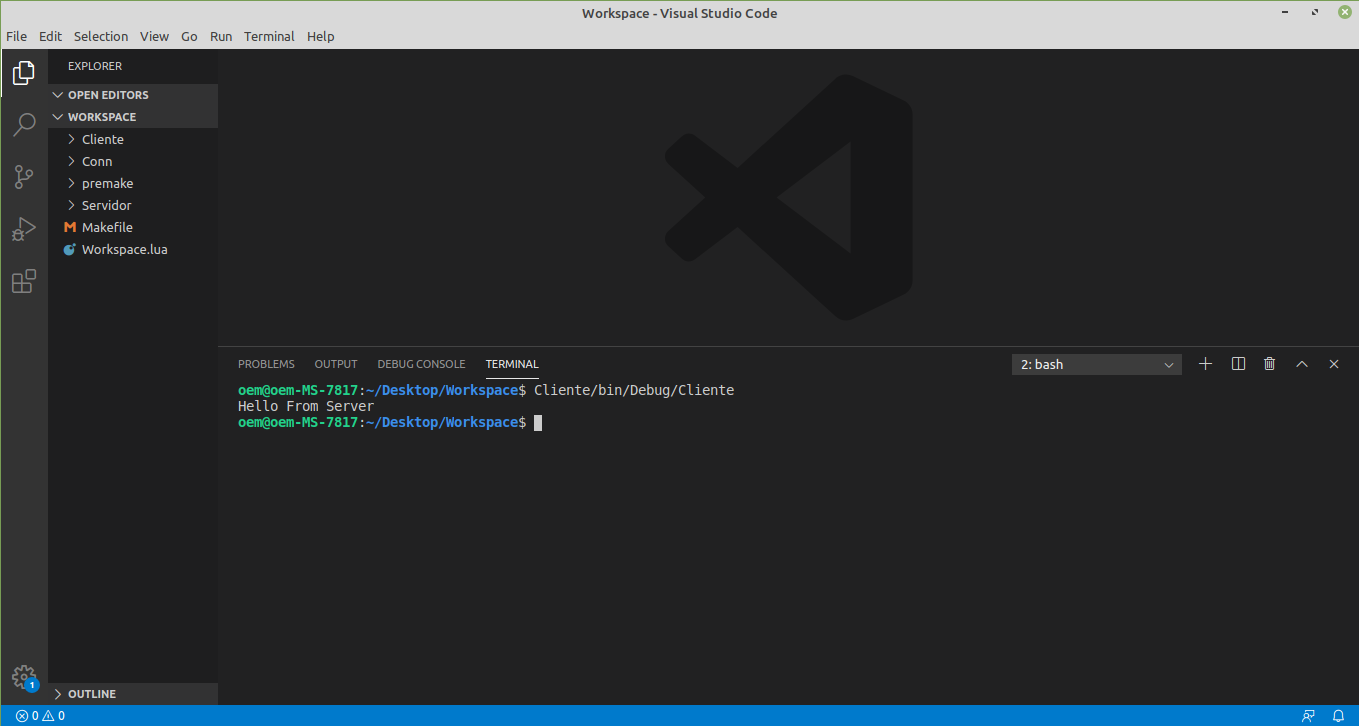 Workspace - Visual Studio Code
File Edit Selection View Go Run Terminal Help
EXPLORER
OPEN EDITORS
WORKSPACE
Cliente
Conn
premake
Servidor
M Makefile
Workspace.lua
OUTLINE
PROBLEMS OUTPUT DEBUG CONSOLE TERMINAL
2: bash
oem@oem-MS-7817:~/Desktop/Workspace$ Cliente/bin/Debug/Cliente
Hello From Server
oem@oem-MS-7817:~/Desktop/Workspace$
1
0 0